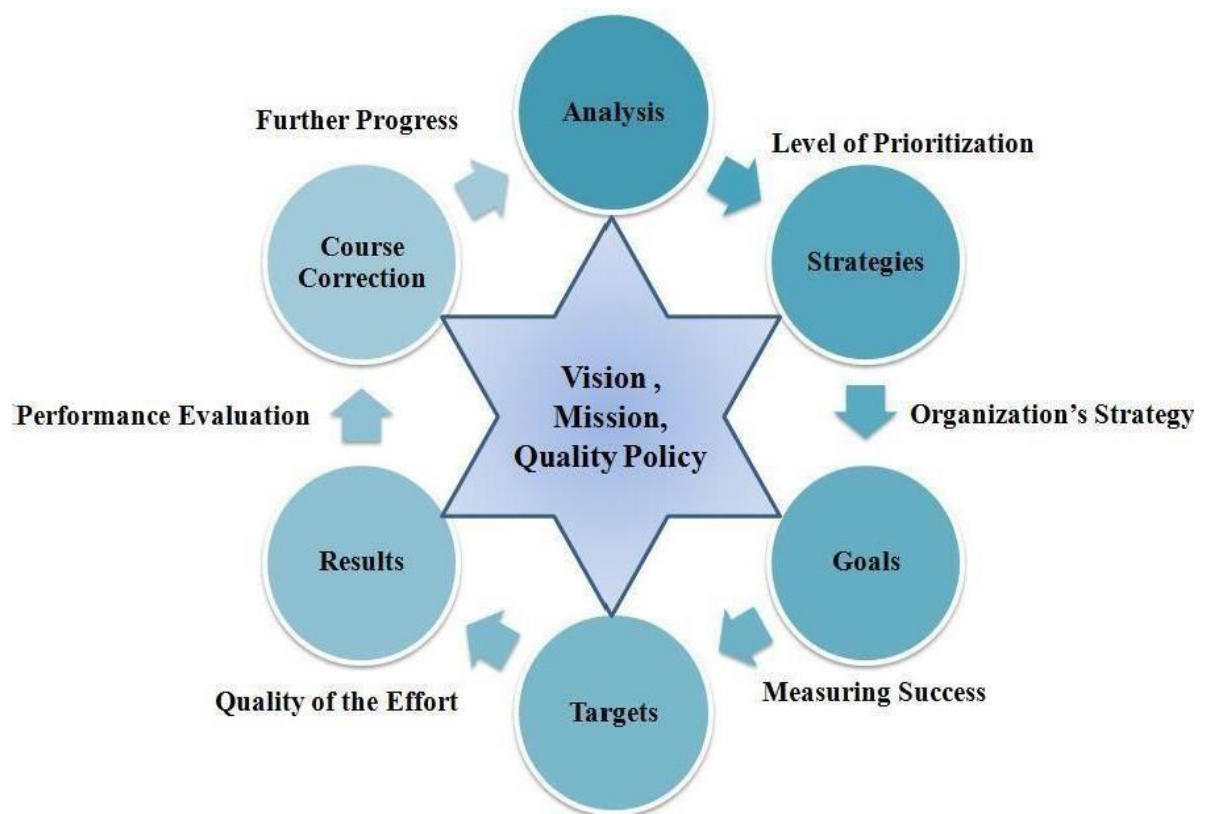 Analysis
Level of Prioritization
Strategies
Organization’s Strategy
Goals
Measuring Success
Targets
Quality of the Effort
Results
Performance Evaluation
Course
Correction
Further Progress
Vision ,
Mission,
Quality Policy